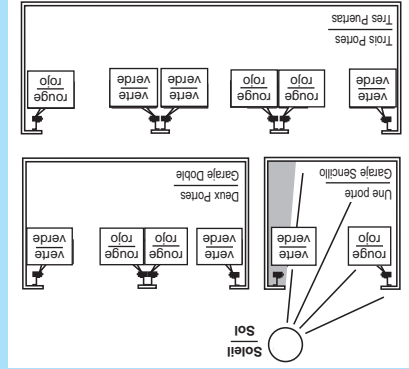 Soleil
Sol
rouge
rojo
verte
verde
Une porte
Garaje Sencillo
verte
verde
rouge
rojo
rouge
rojo
verte
verde
Deux Portes
Garaje Doble
verte
verde
rouge
rojo
rouge
rojo
verte
verde
verte
verde
rouge
rojo
Trois Portes
Tres Puertas